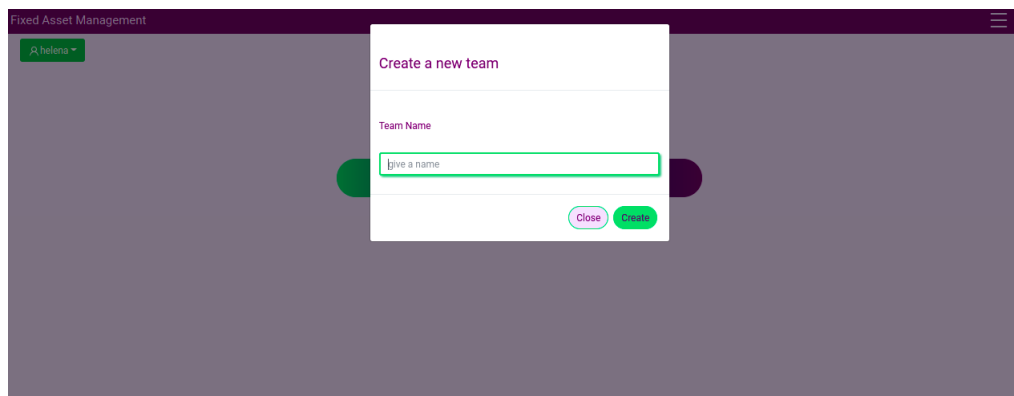 Fixed Asset Management
helena
Create a new team
Team Name
give a name
Close Create